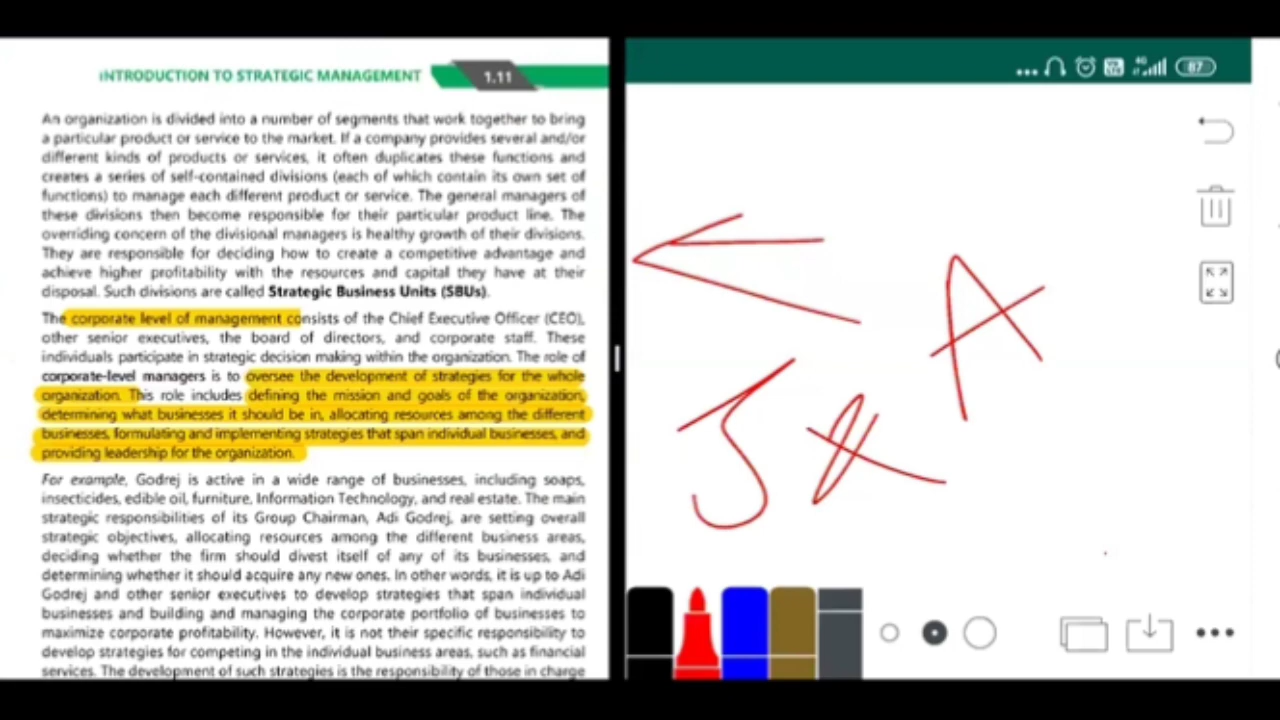 INTRODUCTION TO STRATEGIC MANAGEMENT
1.11
An organization is divided into a number of segments that work together to bring
a particular product or service to the market. If a company provides several and/or
different kinds of products or services, it often duplicates these functions and
creates a series of self-contained divisions (each of which contain its own set of
functions) to manage each different product or service. The general managers of
these divisions then become responsible for their particular product line. The
overriding concern of the divisional managers is healthy growth of their divisions.
They are responsible for deciding how to create a competitive advantage and
achieve higher profitability with the resources and capital they have at their
disposal. Such divisions are called Strategic Business Units (SBUs).
The corporate level of management consists of the Chief Executive Officer (CEO),
other senior executives, the board of directors, and corporate staff. These
individuals participate in strategic decision making within the organization. The role of
corporate-level managers is to oversee the development of strategies for the whole
organization. This role includes defining the mission and goals of the organization,
determining what businesses it should be in, allocating resources among the different
businesses, formulating and implementing strategies that span individual businesses, and
providing leadership for the organization.
For example, Godrej is active in a wide range of businesses, including soaps,
insecticides, edible oil, furniture, Information Technology, and real estate. The main
strategic responsibilities of its Group Chairman, Adi Godrej, are setting overall
strategic objectives, allocating resources among the different business areas,
deciding whether the firm should divest itself of any of its businesses, and
determining whether it should acquire any new ones. In other words, it is up to Adi
Godrej and other senior executives to develop strategies that span individual
businesses and building and managing the corporate portfolio of businesses to
maximize corporate profitability. However, it is not their specific responsibility to
develop strategies for competing in the individual business areas, such as financial
services. The development of such strategies is the responsibility of those in charge
87
A